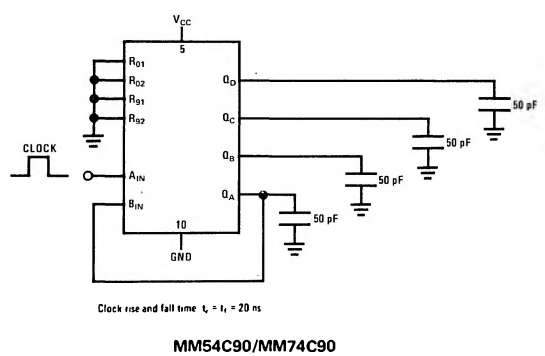 VCC
5
R01
R02
R91
R92
QD
QC
QB
QA
50 pF
50 pF
50 pF
50 pF
CLOCK
AIN
BIN
10
GND
Clock rise and fall time tr = tf = 20 ns
MM54C90/MM74C90